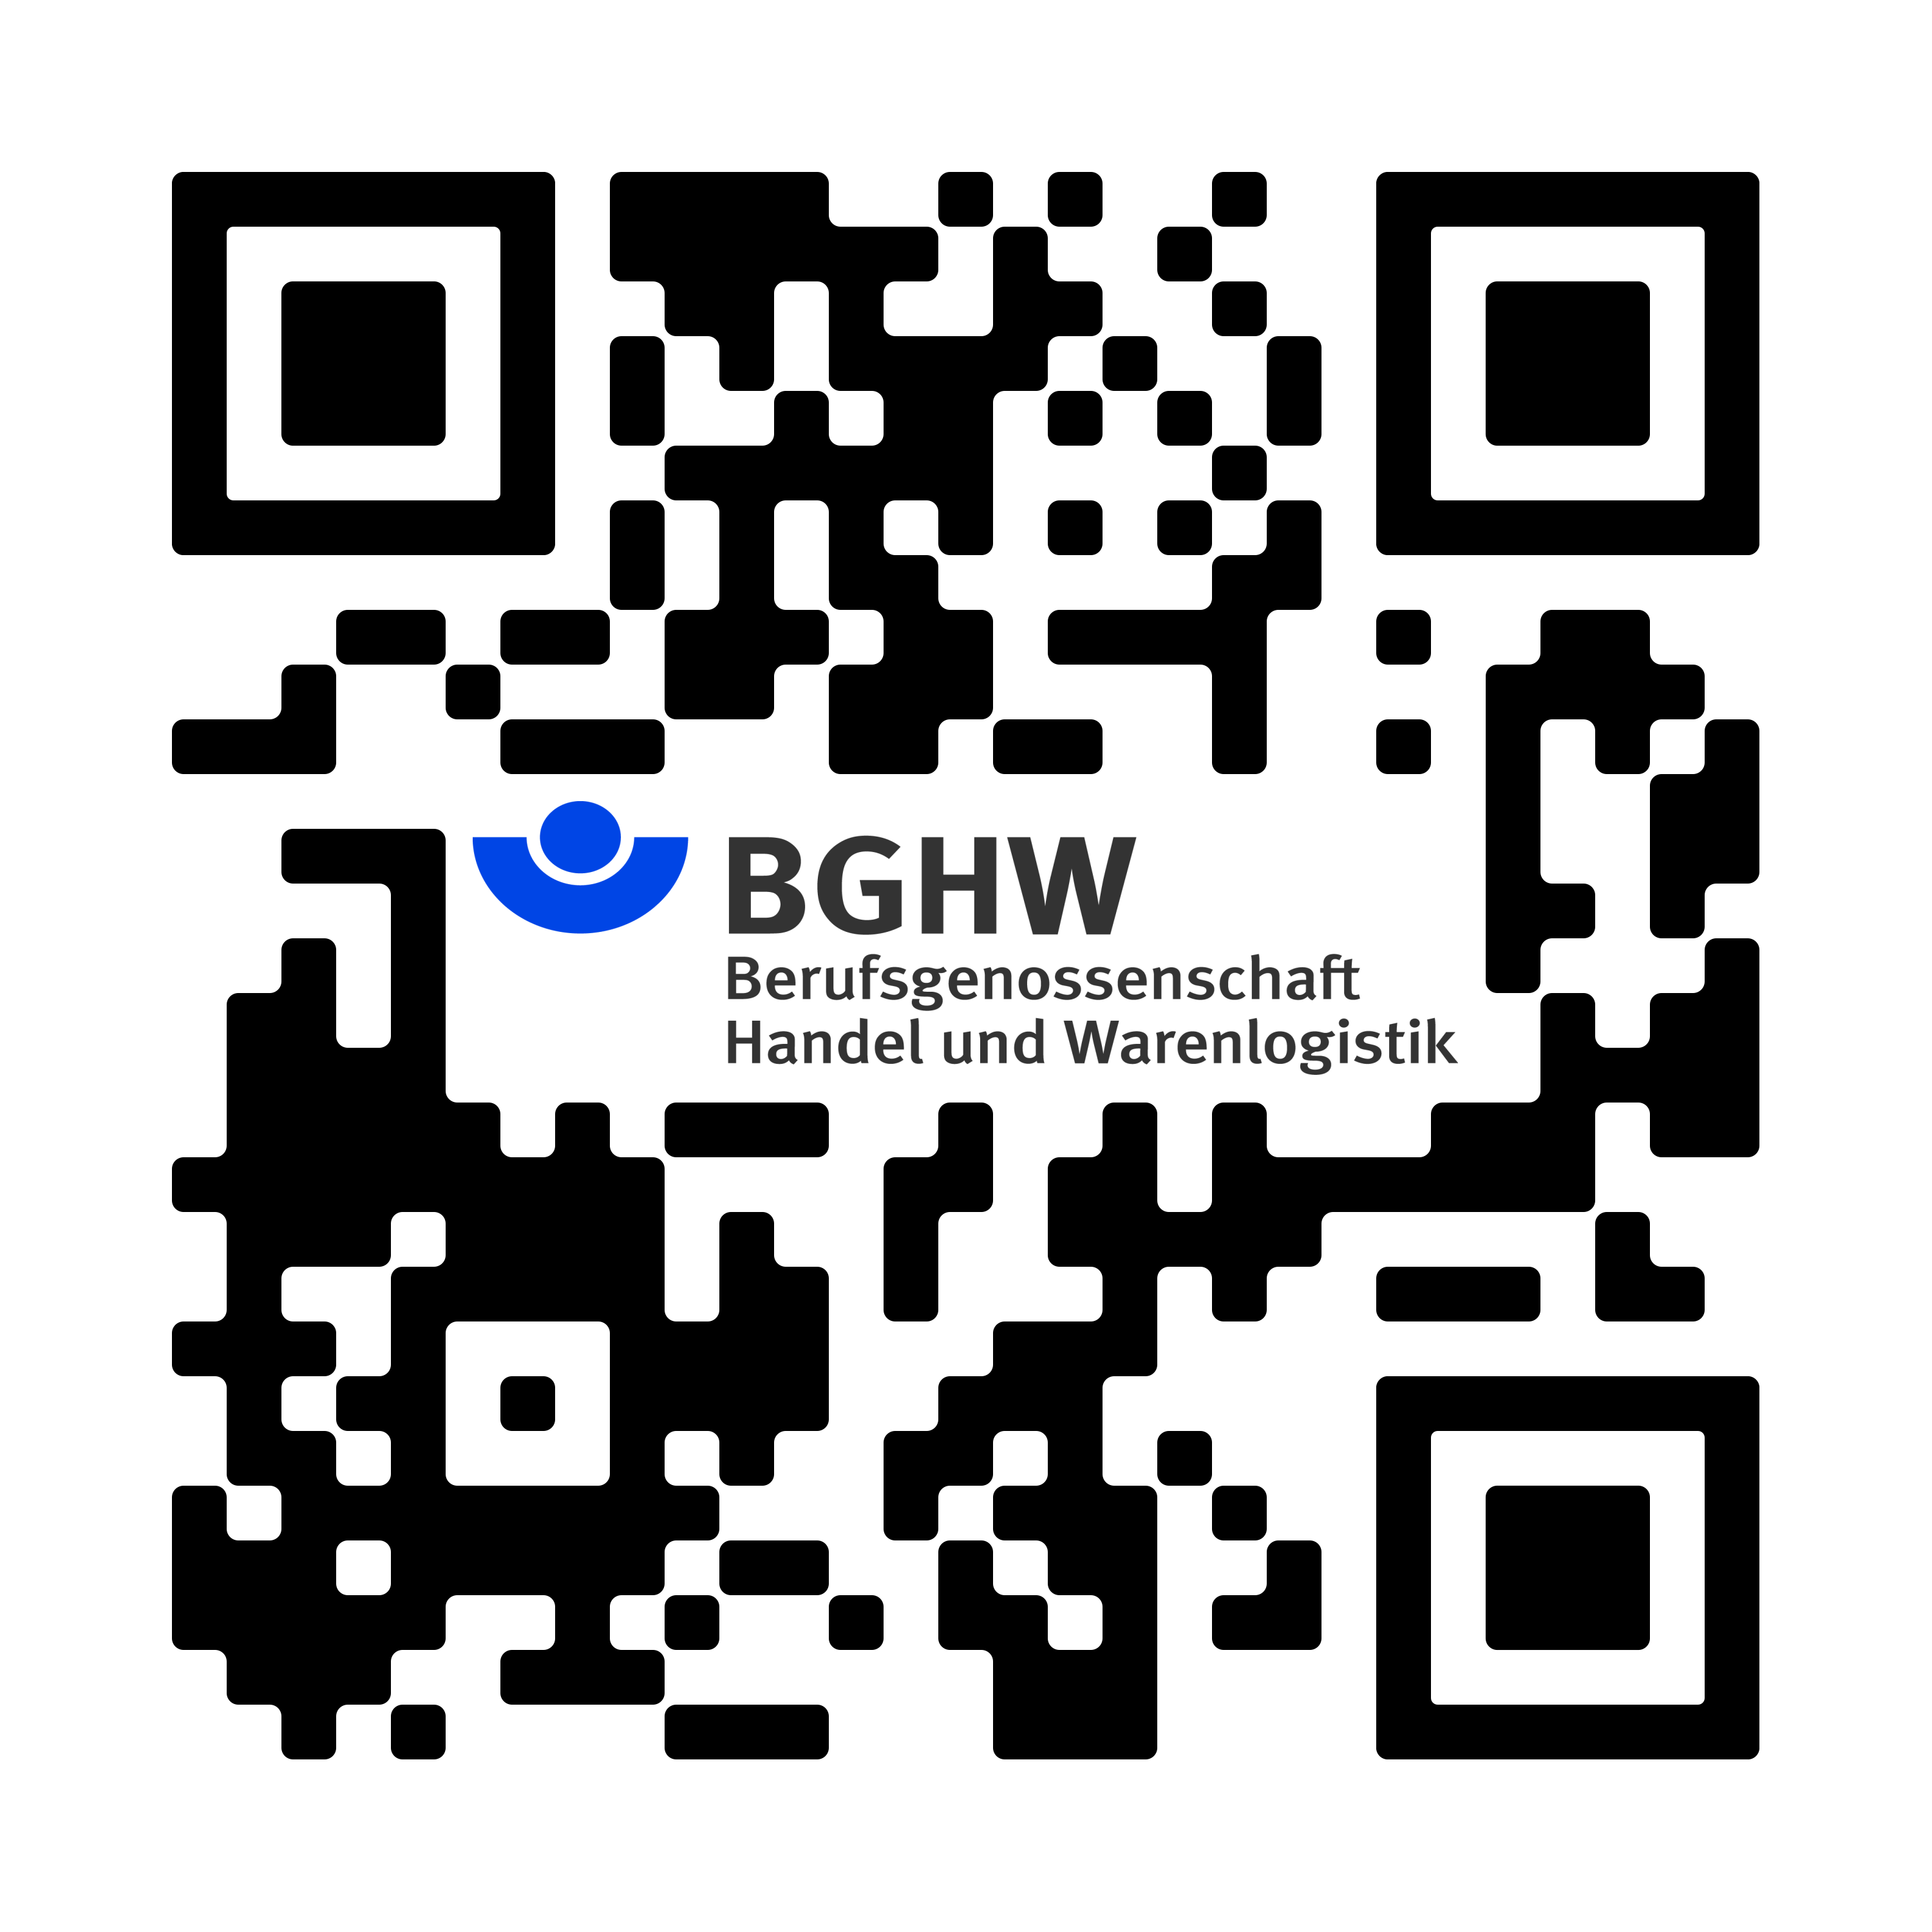 BGHW
Berufsgenossenschaft
Handel und Warenlogistik